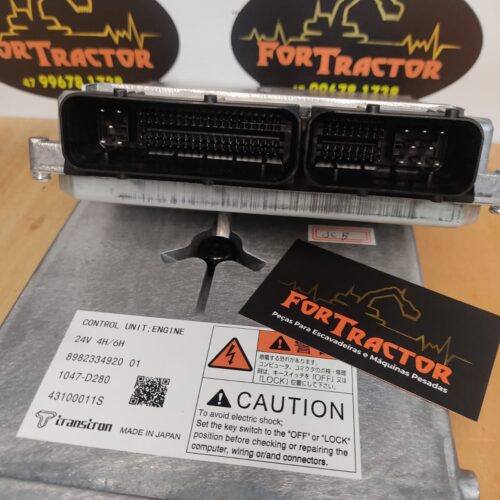 FORTRACTOR
47 99678.1738
FORTRACTOR
99678.1738
JCB
CONTROL UNIT;ENGINE
24V 4H/6H
8982334920 01
1047-D280
43100011S
transtron MADE IN JAPAN
FORTRACTOR
Peças Para Escavadeiras e Máquinas Pesadas
CAUTION
To avoid electric shock;
Set the key switch to the "OFF" or "LOCK"
position before checking or repairing the
computer, wiring or/and connectors.